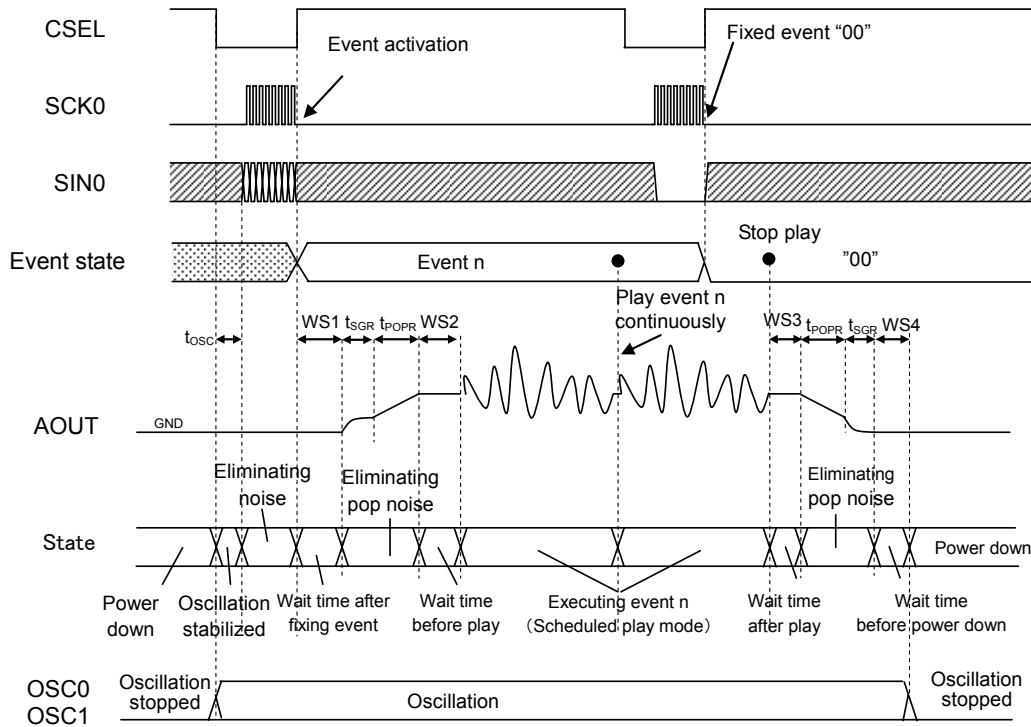 CSEL
Event activation
Fixed event “00”
SCK0
SIN0
Event state
Event n
Stop play
”00”
Play event n
continuously
tOSC
WS1
tSGR
tPOPR
WS2
WS3
tPOPR
tSGR
WS4
AOUT
GND
Eliminating
noise
Eliminating
pop noise
Eliminating
pop noise
State
Power down
Power
down
Oscillation
stabilized
Wait time after
fixing event
Wait time
before play
Executing event n
(Scheduled play mode)
Wait time
after play
Wait time
before power down
OSC0
OSC1
Oscillation
stopped
Oscillation
Oscillation
stopped